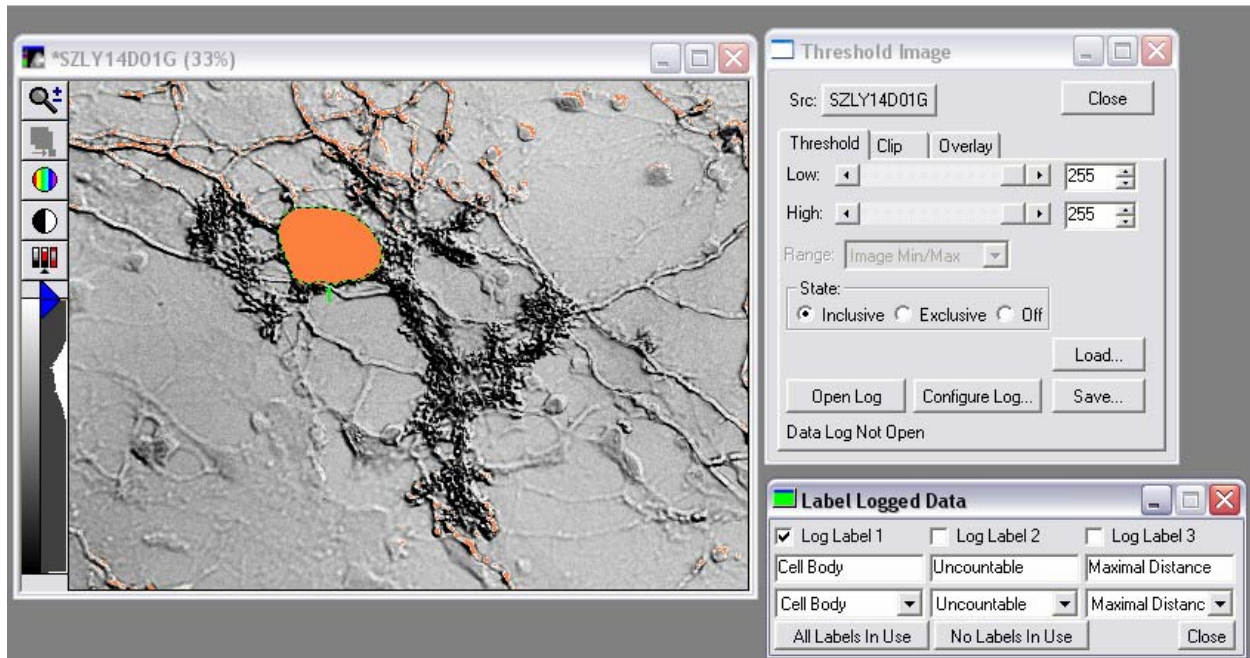 *SZLY14D01G (33%)
Threshold Image
Src: SZLY14D01G Close
Threshold Clip Overlay
Low: 255
High: 255
Range: Image Min/Max
State:
Inclusive Exclusive Off
Load...
Open Log Configure Log... Save...
Data Log Not Open
Label Logged Data
Log Label 1 Log Label 2 Log Label 3
Cell Body Uncountable Maximal Distance
Cell Body Uncountable Maximal Distanc
All Labels In Use No Labels In Use Close